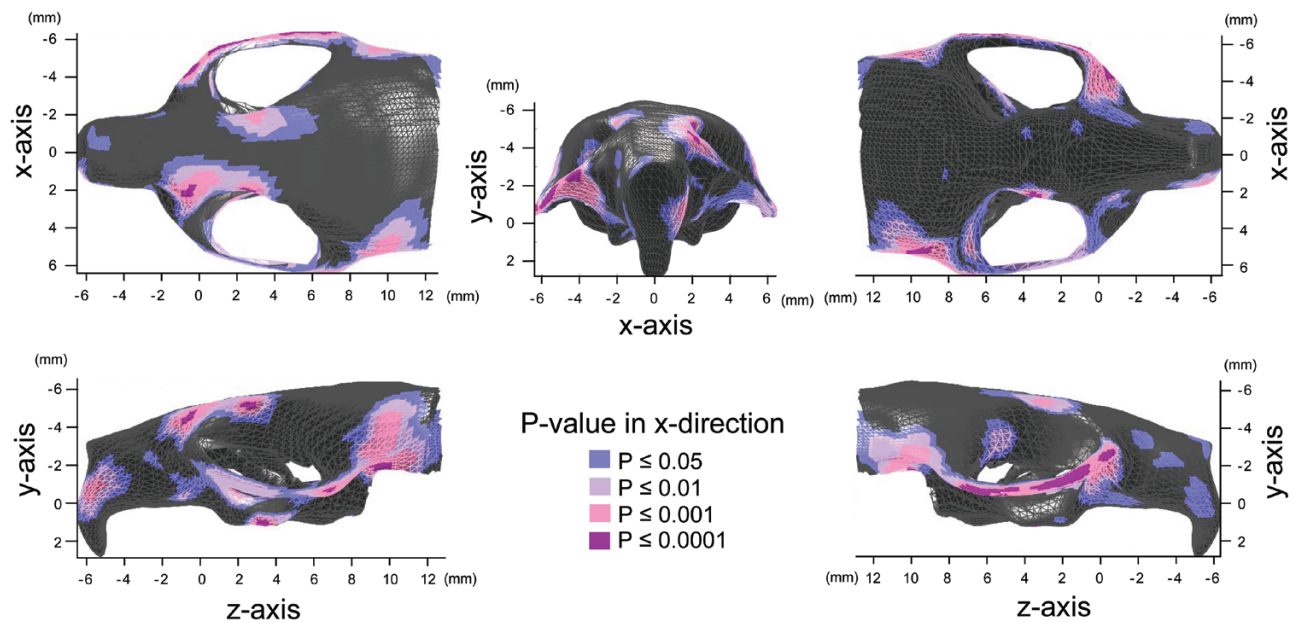 (mm)
-6
-4
-2
0
2
4
6
x-axis
-6 -4 -2 0 2 4 6 8 10 12 (mm)
(mm)
-6
-4
-2
0
2
y-axis
-6 -4 -2 0 2 4 6 (mm)
x-axis
(mm)
-6
-4
-2
0
2
4
6
x-axis
12 10 8 6 4 2 0 -2 -4 -6
(mm)
(mm)
-6
-4
-2
0
2
y-axis
-6 -4 -2 0 2 4 6 8 10 12 (mm)
z-axis
P-value in x-direction
P ≤ 0.05
P ≤ 0.01
P ≤ 0.001
P ≤ 0.0001
(mm)
-6
-4
-2
0
2
y-axis
(mm) 12 10 8 6 4 2 0 -2 -4 -6
z-axis